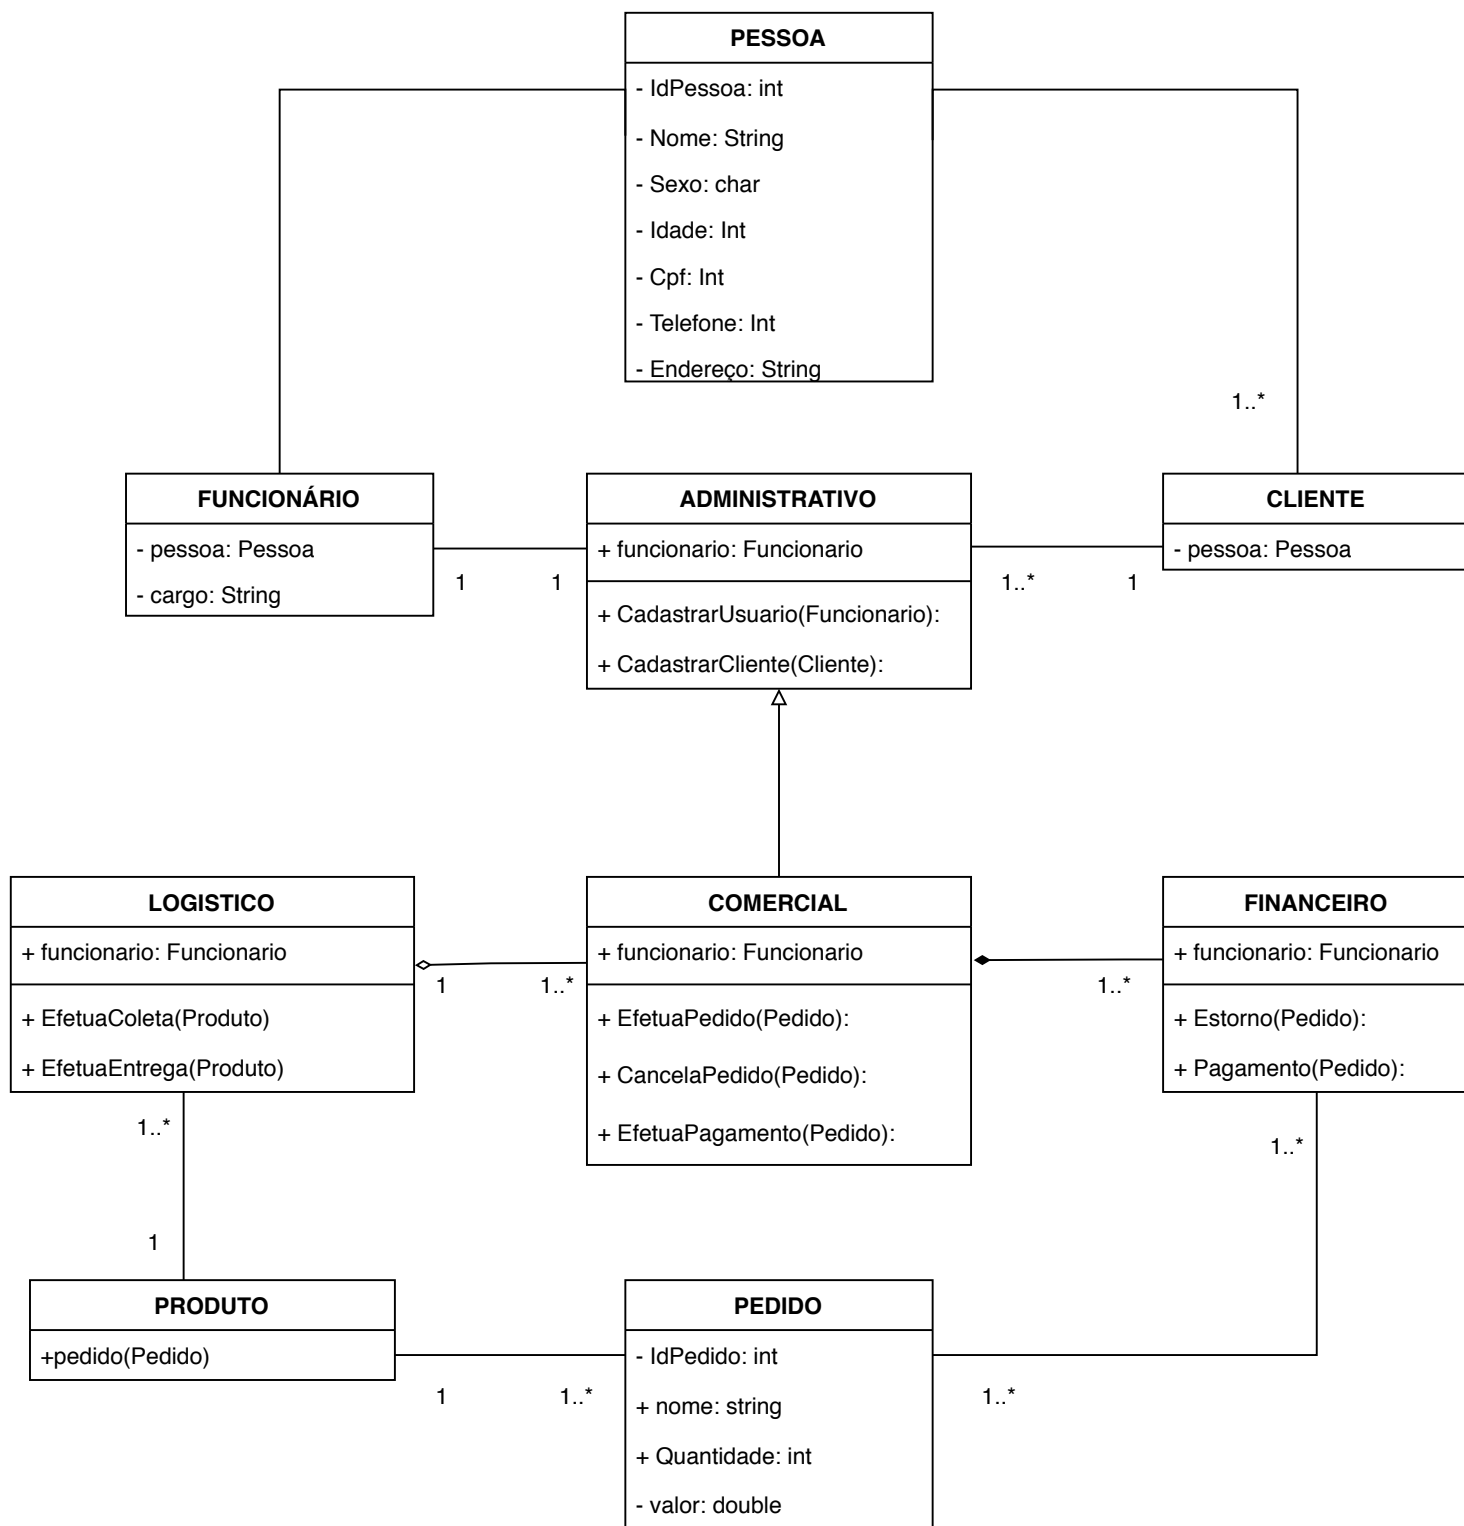 PESSOA
- IdPessoa: int
- Nome: String
- Sexo: char
- Idade: Int
- Cpf: Int
- Telefone: Int
- Endereço: String
1..*
FUNCIONÁRIO
- pessoa: Pessoa
- cargo: String
1
1
ADMINISTRATIVO
+ funcionario: Funcionario
+ CadastrarUsuario(Funcionario):
+ CadastrarCliente(Cliente):
1..*
1
CLIENTE
- pessoa: Pessoa
LOGISTICO
+ funcionario: Funcionario
+ EfetuaColeta(Produto)
+ EfetuaEntrega(Produto)
1
1..*
COMERCIAL
+ funcionario: Funcionario
+ EfetuaPedido(Pedido):
+ CancelaPedido(Pedido):
+ EfetuaPagamento(Pedido):
1..*
FINANCEIRO
+ funcionario: Funcionario
+ Estorno(Pedido):
+ Pagamento(Pedido):
1..*
1..*
1
PRODUTO
+pedido(Pedido)
1
1..*
PEDIDO
- IdPedido: int
+ nome: string
+ Quantidade: int
- valor: double
1..*